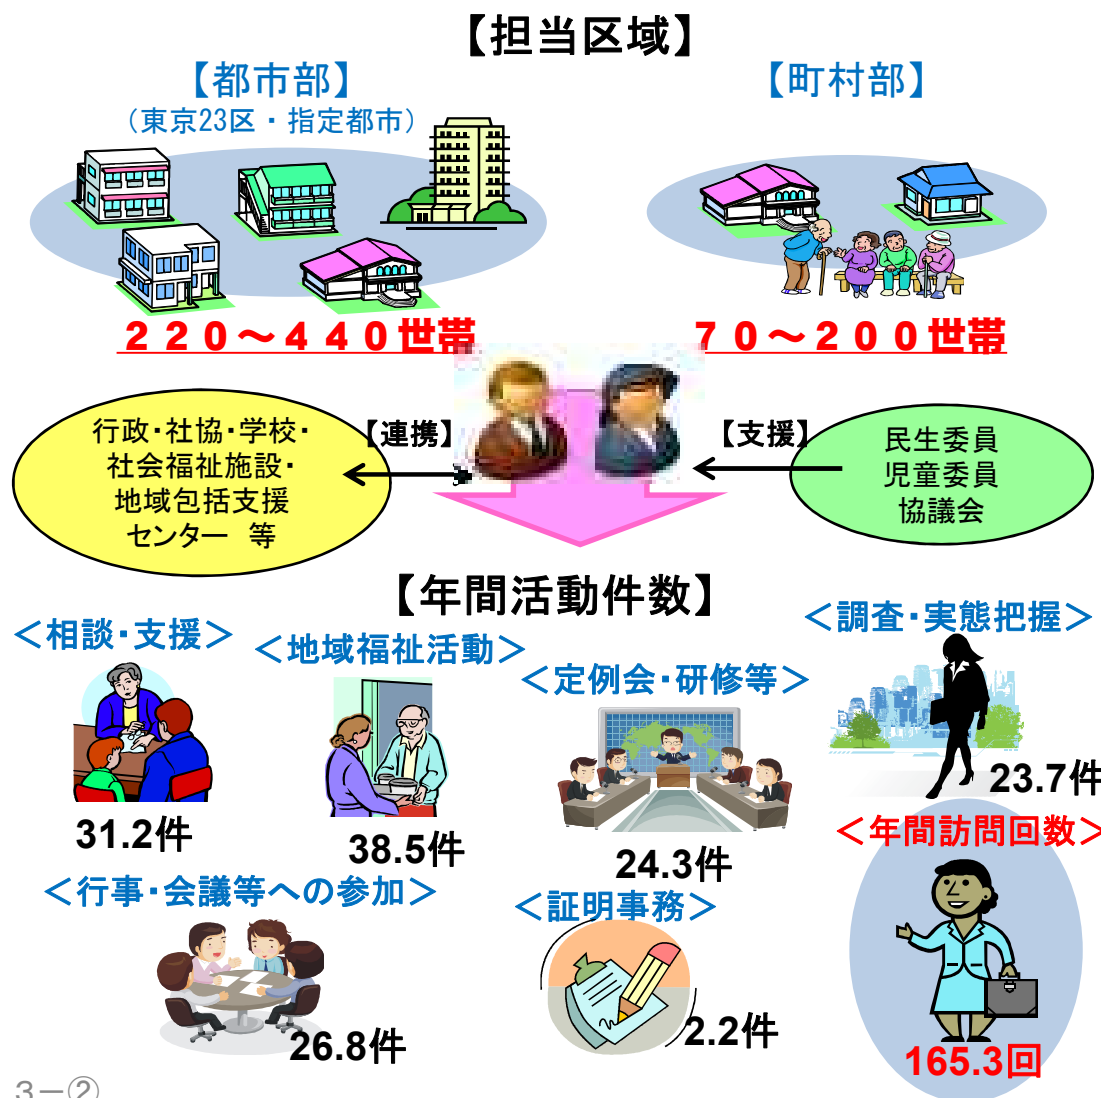 【担当区域】
【都市部】
（東京23区・指定都市）
【町村部】
２２０～４４０世帯
７０～２００世帯
行政・社協・学校・
社会福祉施設・
地域包括支援
センター　等
【連携】
【支援】
民生委員
児童委員
協議会
【年間活動件数】
＜相談・支援＞
31.2件
＜地域福祉活動＞
38.5件
＜定例会・研修等＞
24.3件
＜調査・実態把握＞
23.7件
＜行事・会議等への参加＞
26.8件
＜証明事務＞
2.2件
＜年間訪問回数＞
165.3回
３－②